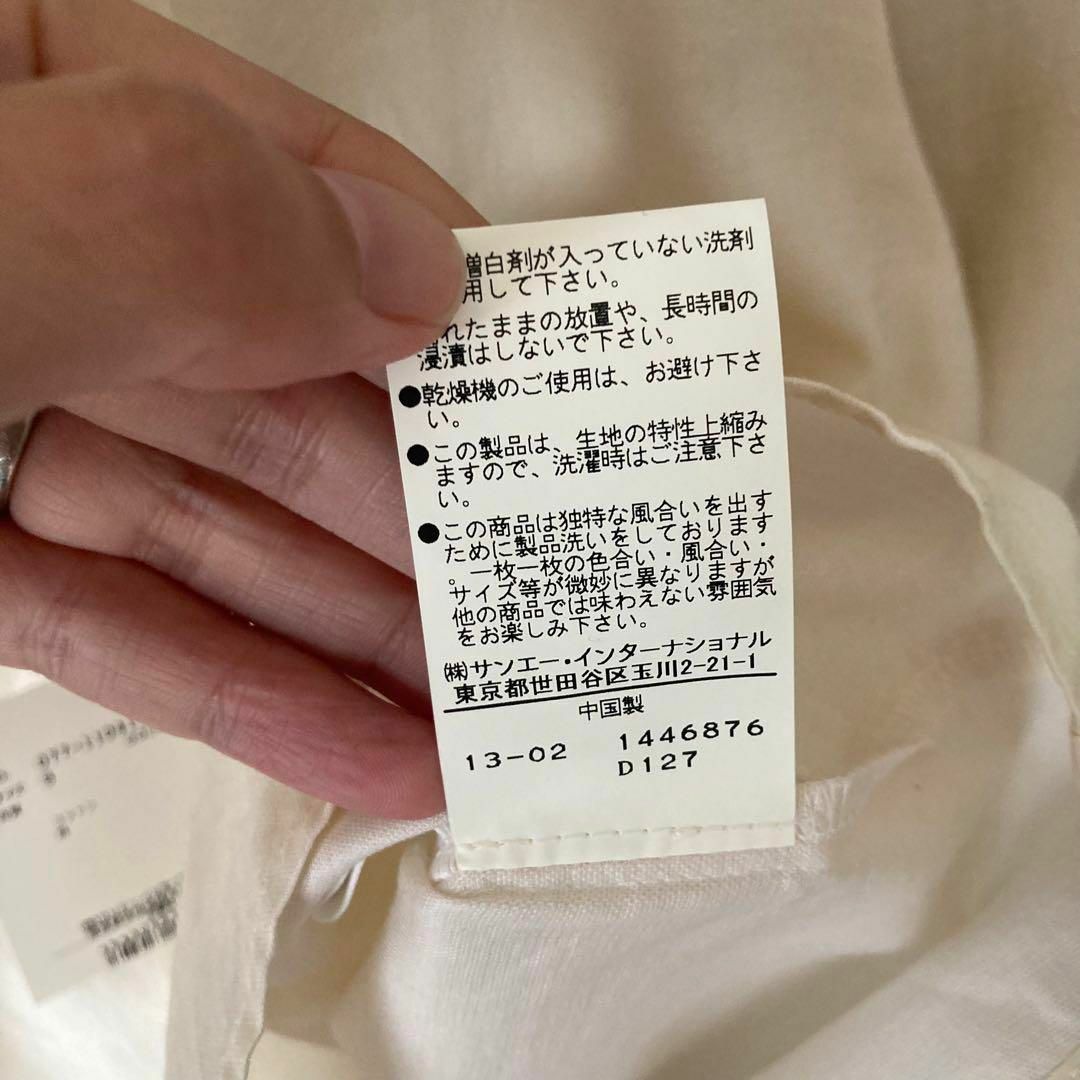 増白剤が入っていない洗剤
用して下さい。
れたままの放置や、長時間の
浸漬はしないで下さい。
●乾燥機のご使用は、お避け下さ
い。
●この製品は、生地の特性上縮み
ますので、洗濯時はご注意下さ
い。
●この商品は独特な風合いを出す
ために製品洗いをしております
。一枚一枚の色合い・風合い・
サイズ等が微妙に異なりますが
他の商品では味わえない雰囲気
をお楽しみ下さい。
㈱サンエー・インターナショナル
東京都世田谷区玉川2-21-1
中国製
13-02 1446876
D127